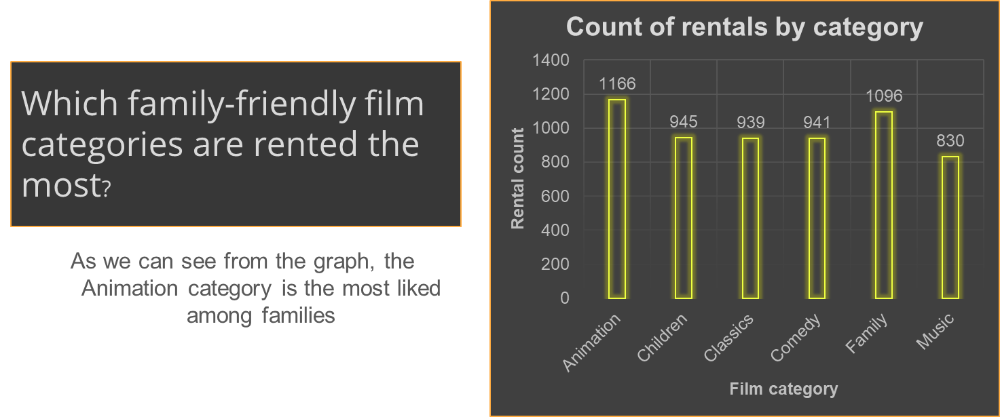 Which family-friendly film
categories are rented the
most?
As we can see from the graph, the
Animation category is the most liked
among families
Count of rentals by category
Rental count
1400
1200
1000
800
600
400
200
0
1166
945
939
941
1096
830
Animation
Children
Classics
Comedy
Family
Music
Film category